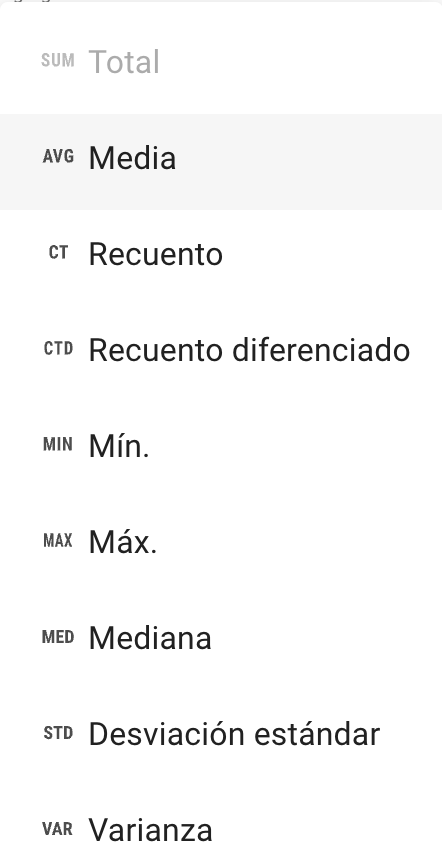 SUM Total
AVG Media
CT Recuento
CTD Recuento diferenciado
MIN Mín.
MAX Máx.
MED Mediana
STD Desviación estándar
VAR Varianza